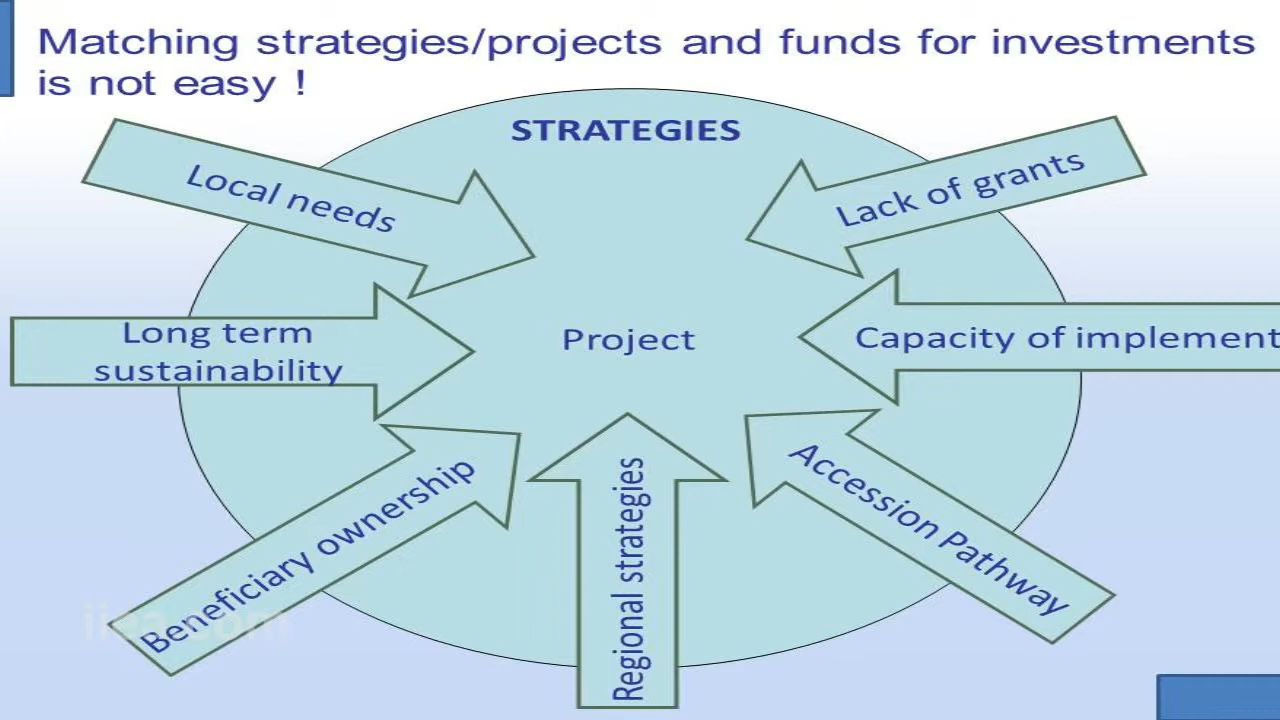 Matching strategies/projects and funds for investments
is not easy !
STRATEGIES
Local needs
Lack of grants
Long term
sustainability
Project
Capacity of implement
Beneficiary ownership
Regional strategies
Accession Pathway